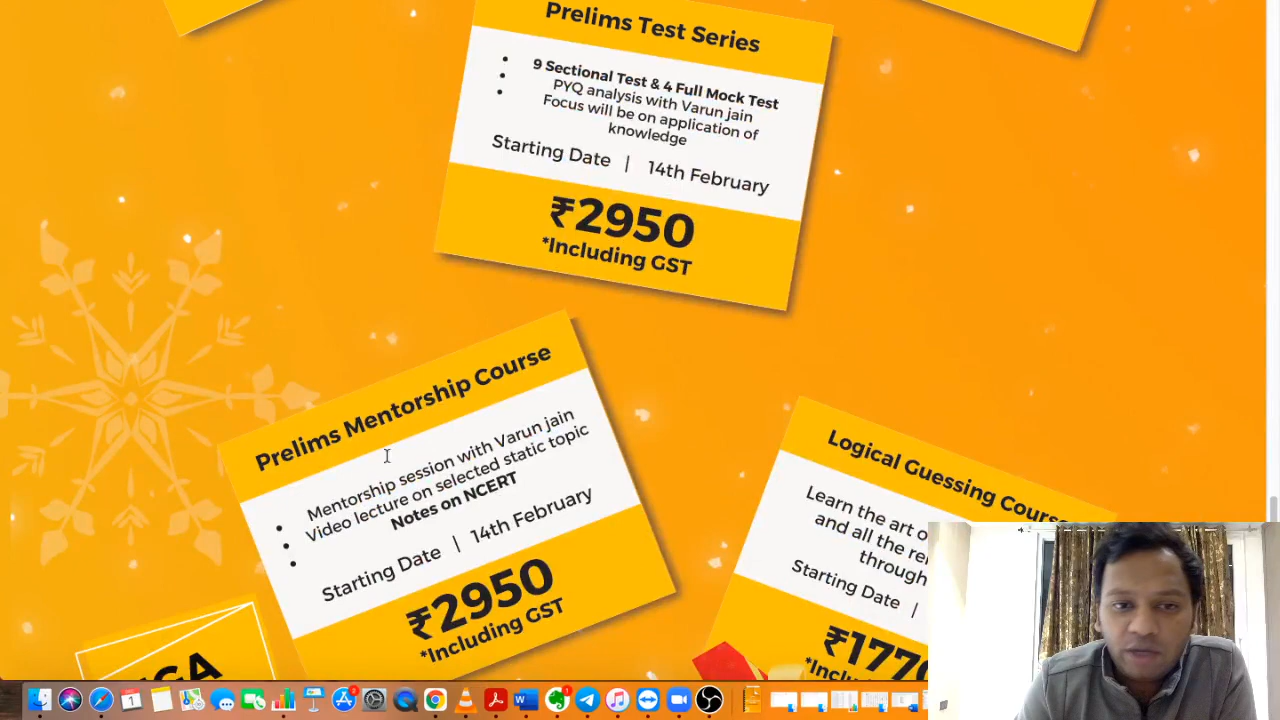 Prelims Test Series
9 Sectional Test & 4 Full Mock Test
PYQ analysis with Varun jain
Focus will be on application of
knowledge
Starting Date | 14th February
₹2950
*Including GST
Prelims Mentorship Course
Mentorship session with Varun jain
Video lecture on selected static topic
Notes on NCERT
Starting Date | 14th February
₹2950
*Including GST
Logical Guessing Course
Learn the art
and all the
through
Starting Date |
₹1770